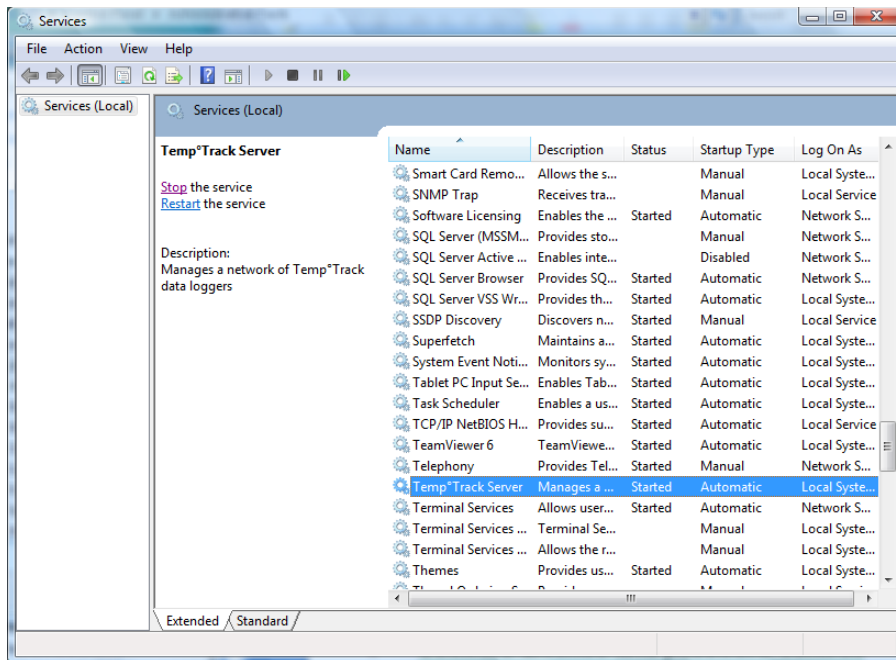 Services
File Action View Help
Services (Local)
Services (Local)
Temp°Track Server
Stop the service
Restart the service
Description:
Manages a network of Temp°Track
data loggers
Name Description Status Startup Type Log On As
Smart Card Remo... Allows the s... Manual Local Syste...
SNMP Trap Receives tra... Manual Local Service
Software Licensing Enables the ... Started Automatic Network S...
SQL Server (MSSM... Provides sto... Manual Network S...
SQL Server Active ... Enables inte... Disabled Network S...
SQL Server Browser Provides SQ... Started Automatic Network S...
SQL Server VSS Wr... Provides th... Started Automatic Local Syste...
SSDP Discovery Discovers n... Started Manual Local Service
Superfetch Maintains a... Started Automatic Local Syste...
System Event Noti... Monitors sy... Started Automatic Local Syste...
Tablet PC Input Se... Enables Tab... Started Automatic Local Syste...
Task Scheduler Enables a us... Started Automatic Local Syste...
TCP/IP NetBIOS H... Provides su... Started Automatic Local Service
TeamViewer 6 TeamViewe... Started Automatic Local Syste...
Telephony Provides Tel... Started Manual Network S...
Temp°Track Server Manages a ... Started Automatic Local Syste...
Terminal Services Allows user... Started Automatic Network S...
Terminal Services ... Terminal Se... Manual Local Syste...
Terminal Services ... Allows the r... Manual Local Syste...
Themes Provides us... Started Automatic Local Syste...
Extended Standard